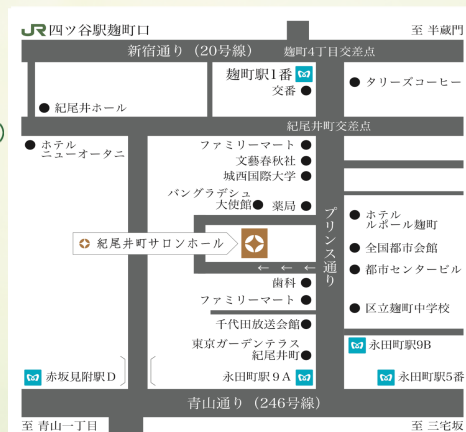 JR 四ツ谷駅麹町口
至 半蔵門
新宿通り（20号線）
麹町4丁目交差点
麹町駅1番
交番
タリーズコーヒー
紀尾井ホール
紀尾井町交差点
ホテル
ニューオータニ
ファミリーマート
文藝春秋社
城西国際大学
バングラデシュ
大使館
薬局
プリンス通り
ホテル
ルポール麹町
紀尾井町サロンホール
全国都市会館
← ← ←
都市センタービル
歯科
ファミリーマート
区立麹町中学校
千代田放送会館
東京ガーデンテラス
紀尾井町
永田町駅9B
赤坂見附駅D
永田町駅9A
永田町駅5番
青山通り（246号線）
至 青山一丁目
至 三宅坂